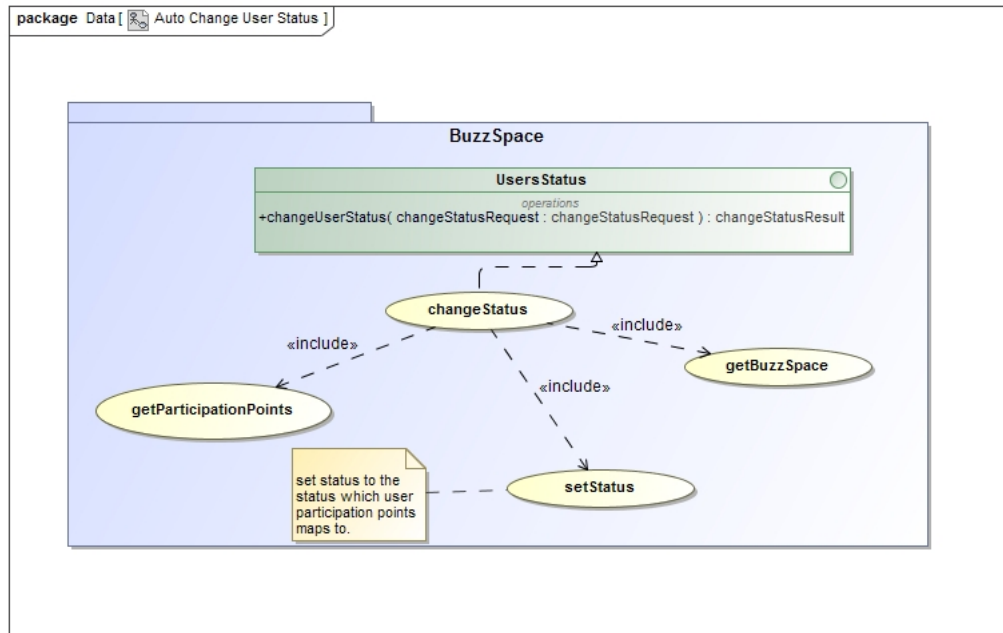 package Data [ Auto Change User Status ]
BuzzSpace
UsersStatus
operations
+changeUserStatus( changeStatusRequest : changeStatusRequest ) : changeStatusResult
changeStatus
«include»
«include»
getBuzzSpace
«include»
getParticipationPoints
set status to the
status which user
participation points
maps to.
setStatus